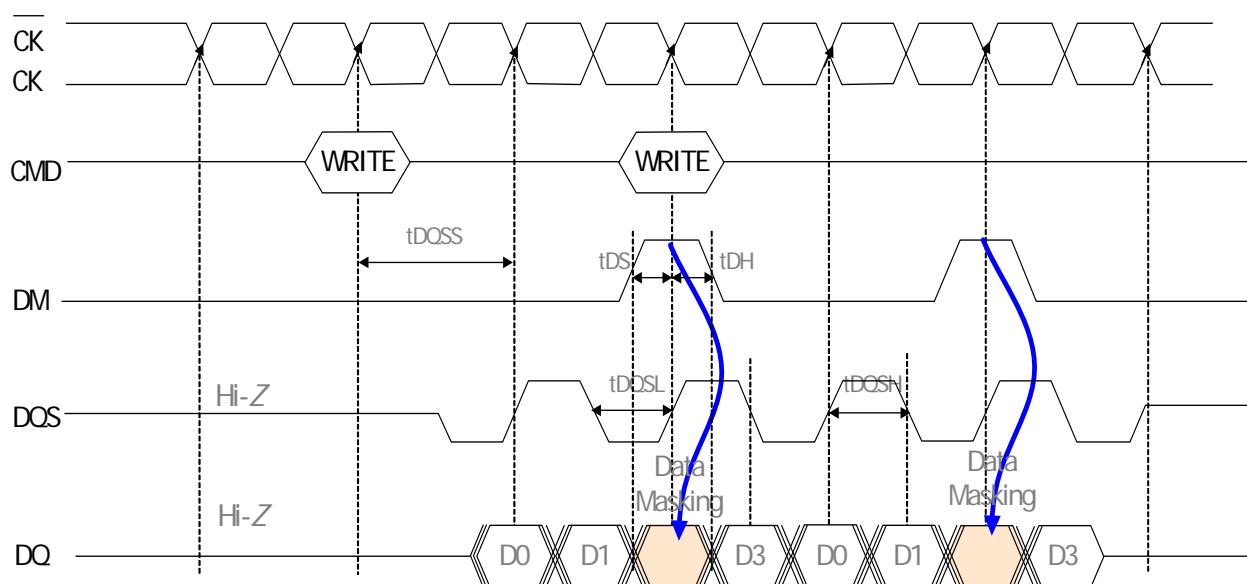 CK
CK
CMD
WRITE
WRITE
tDQSS
tDS
tDH
DM
Hi-Z
tDQSL
tDQSH
DQS
Data
Masking
Data
Masking
Hi-Z
DQ
D0
D1
D3
D0
D1
D3